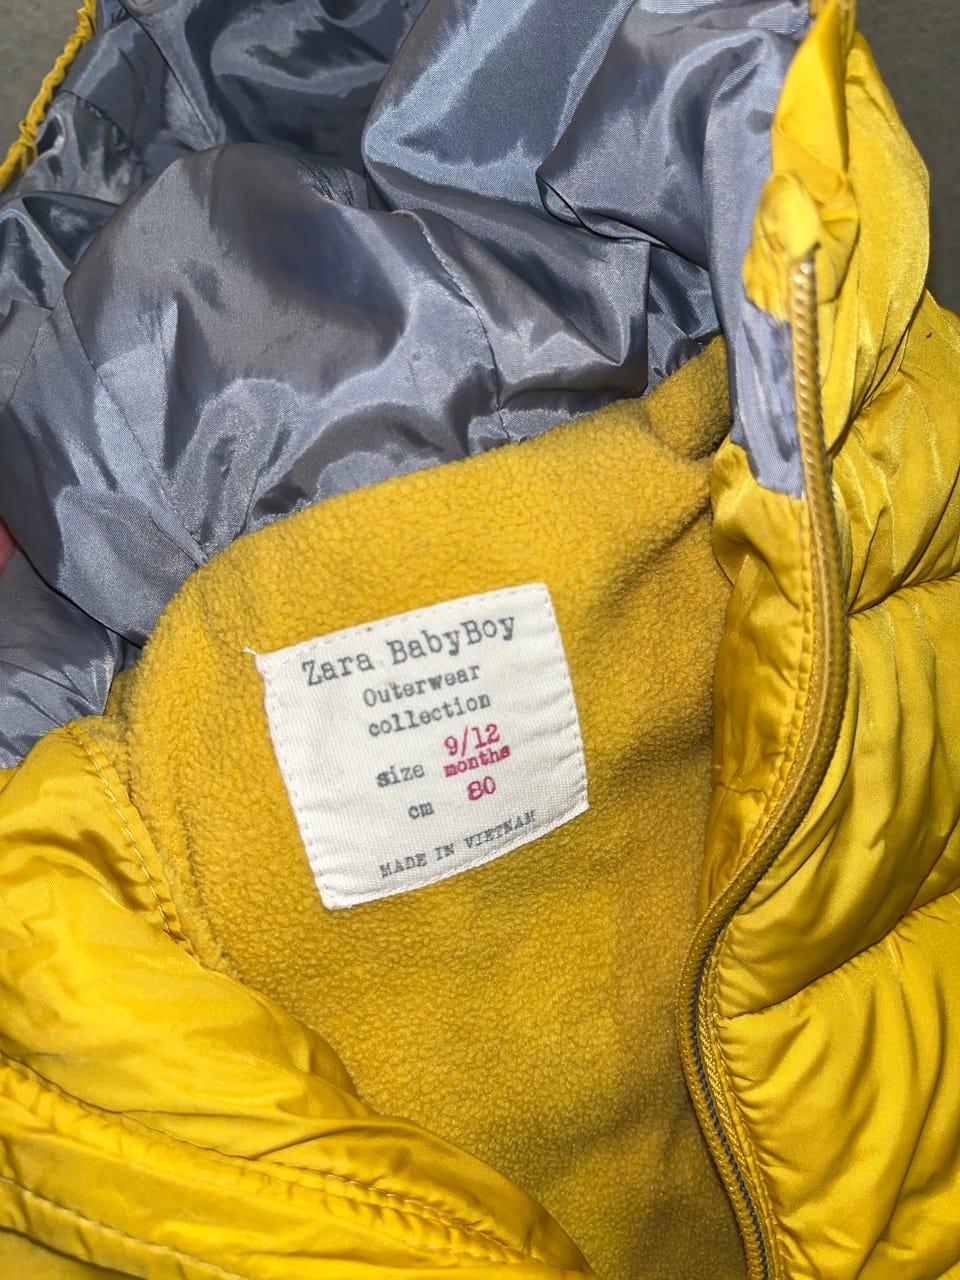 Zara BabyBoy
Outerwear
collection
size 9/12 months
cm 80
MADE IN VIETNAM